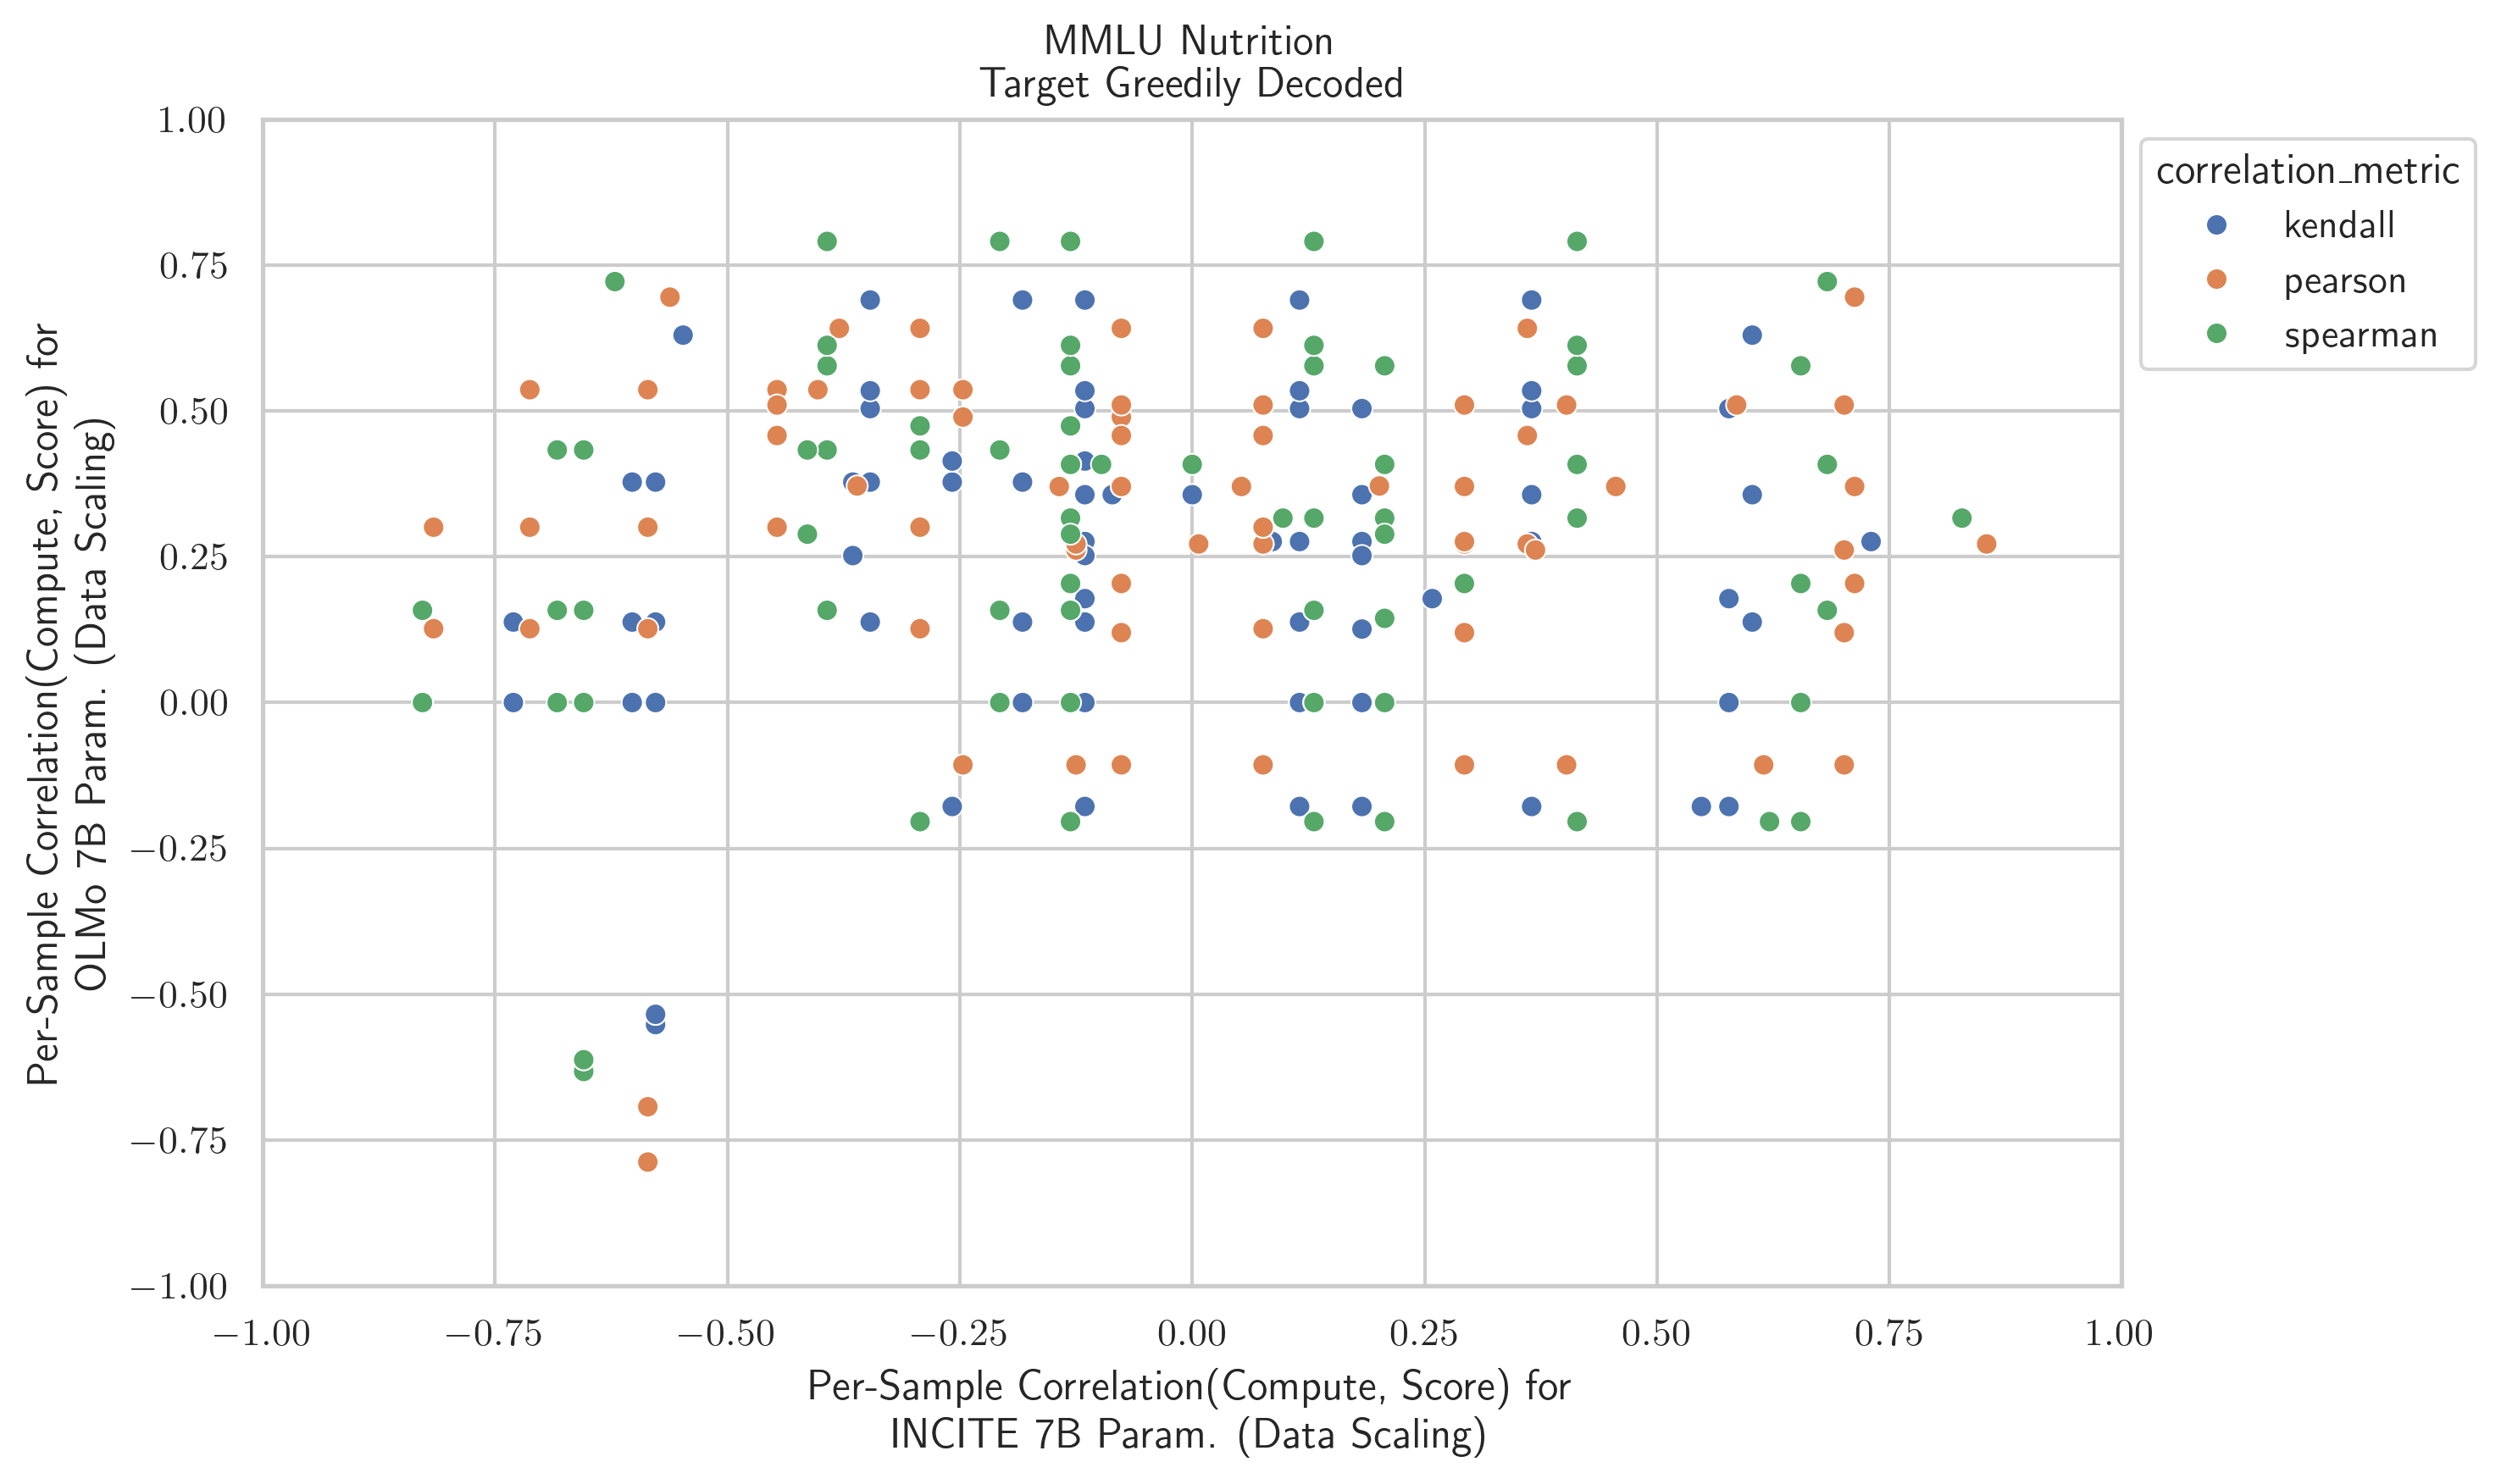 MMLU Nutrition
Target Greedily Decoded
1.00
0.75
0.50
0.25
0.00
−0.25
−0.50
−0.75
−1.00
Per-Sample Correlation(Compute, Score) for
OLMo 7B Param. (Data Scaling)
−1.00
−0.75
−0.50
−0.25
0.00
0.25
0.50
0.75
1.00
Per-Sample Correlation(Compute, Score) for
INCITE 7B Param. (Data Scaling)
correlation_metric
kendall
pearson
spearman